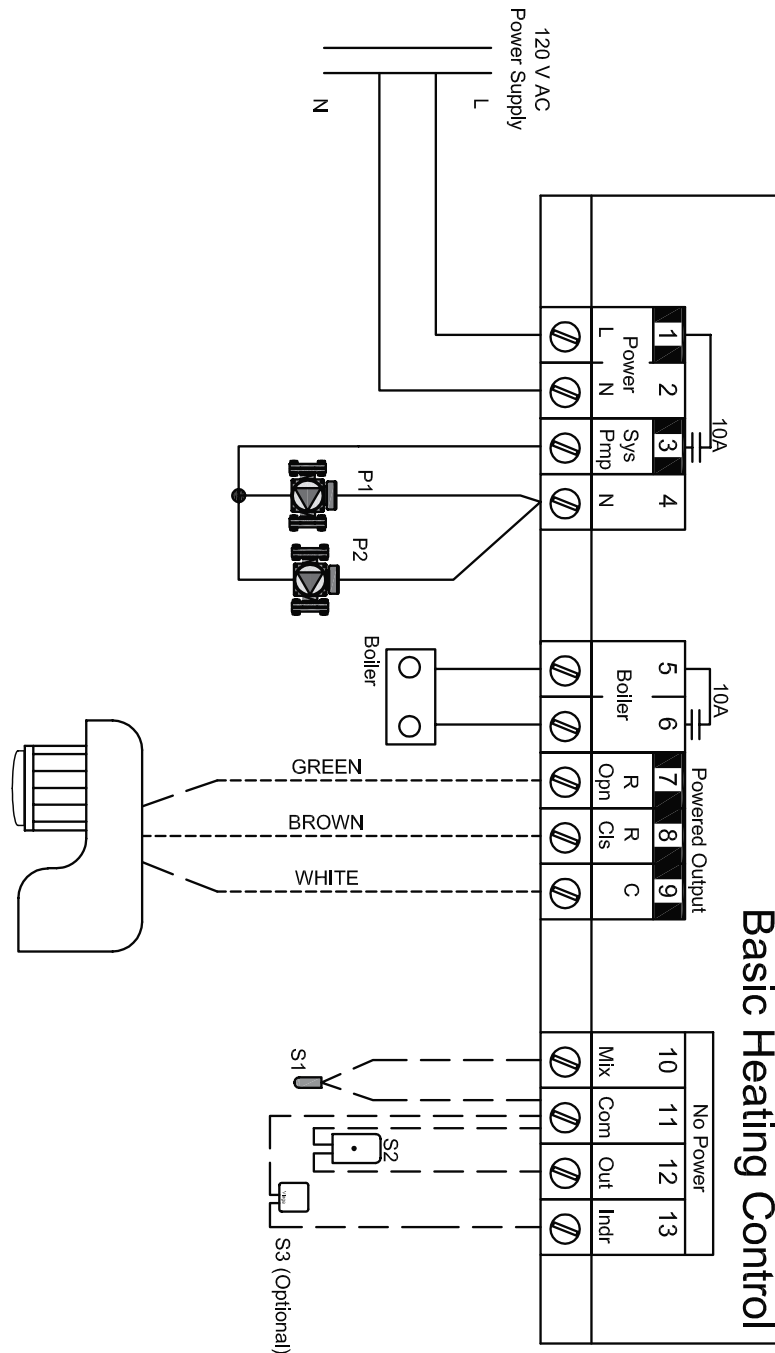 Basic Heating Control
120 V AC
Power Supply
L
N
10A
1
2
3
4
L
Power
N
Sys
Pmp
N
P1
P2
10A
5
6
Boiler
Boiler
Powered Output
7
8
9
R
Opn
R
Cls
C
GREEN
BROWN
WHITE
No Power
10
11
12
13
Mix
Com
Out
Indr
S1
S2
S3 (Optional)